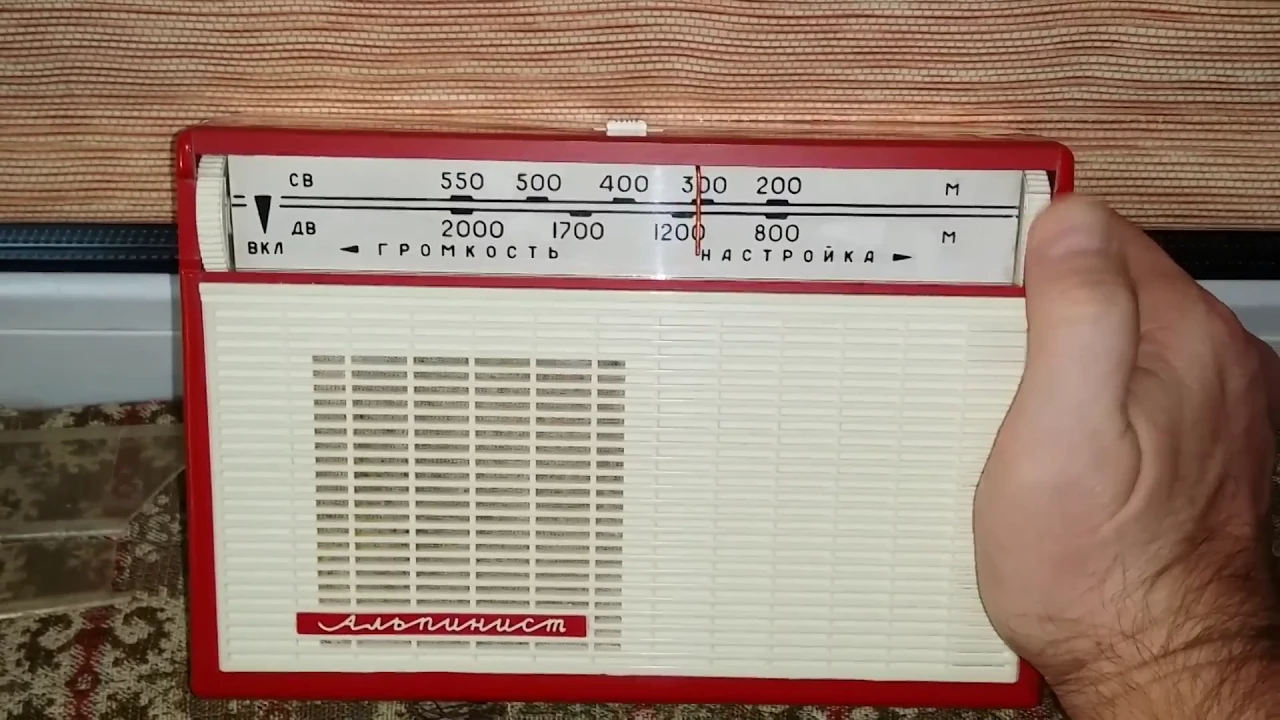 СВ 550 500 400 300 200 М
ДВ 2000 1700 1200 800 М
ВКЛ ГРОМКОСТЬ НАСТРОЙКА
Альпинист